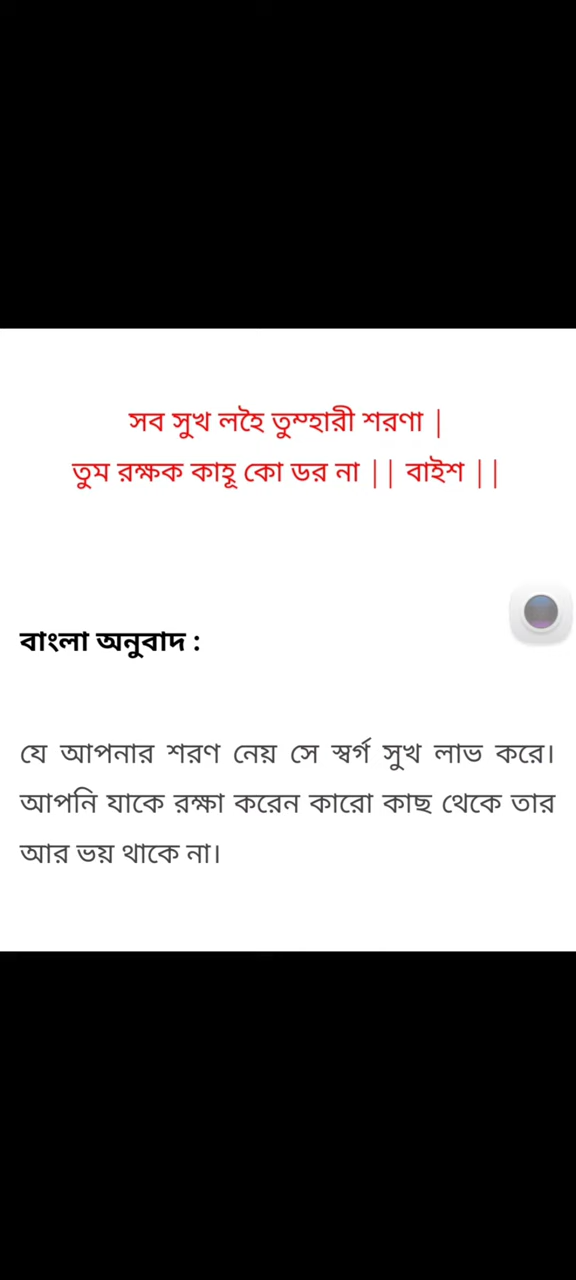 সব সুখ লহৈ তুম্হারী শরণা |
তুম রক্ষক কাহূ কো ডর না || বাইশ ||
বাংলা অনুবাদ :
যে আপনার শরণ নেয় সে স্বর্গ সুখ লাভ করে।
আপনি যাকে রক্ষা করেন কারো কাছ থেকে তার
আর ভয় থাকে না।